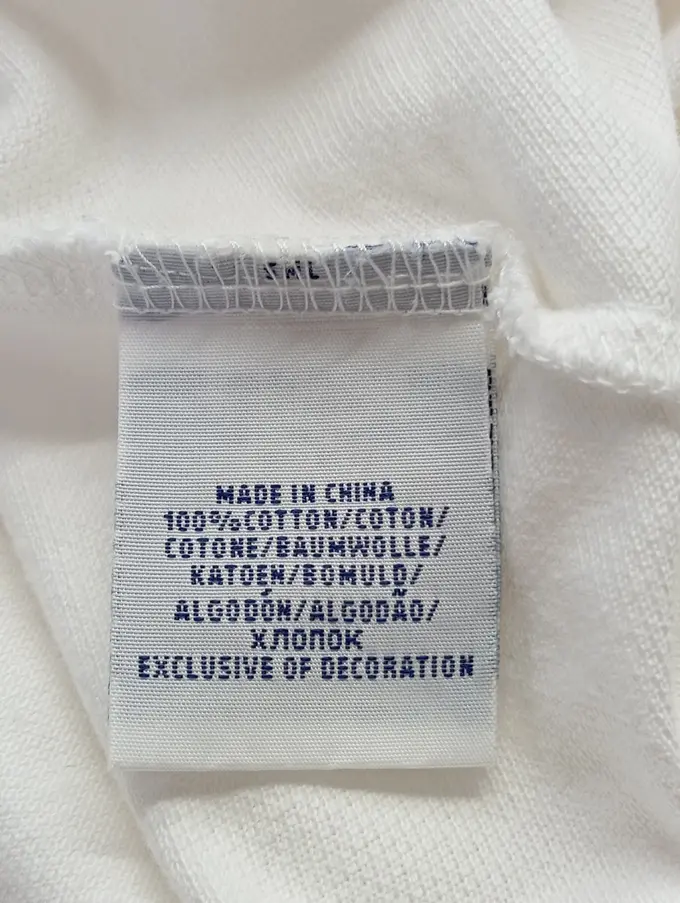 MADE IN CHINA
100%COTTON/COTON/
COTONE/BAUMWOLLE/
KATOEN/BOMULD/
ALGODÓN/ALGODÃO/
ХЛОПОК
EXCLUSIVE OF DECORATION